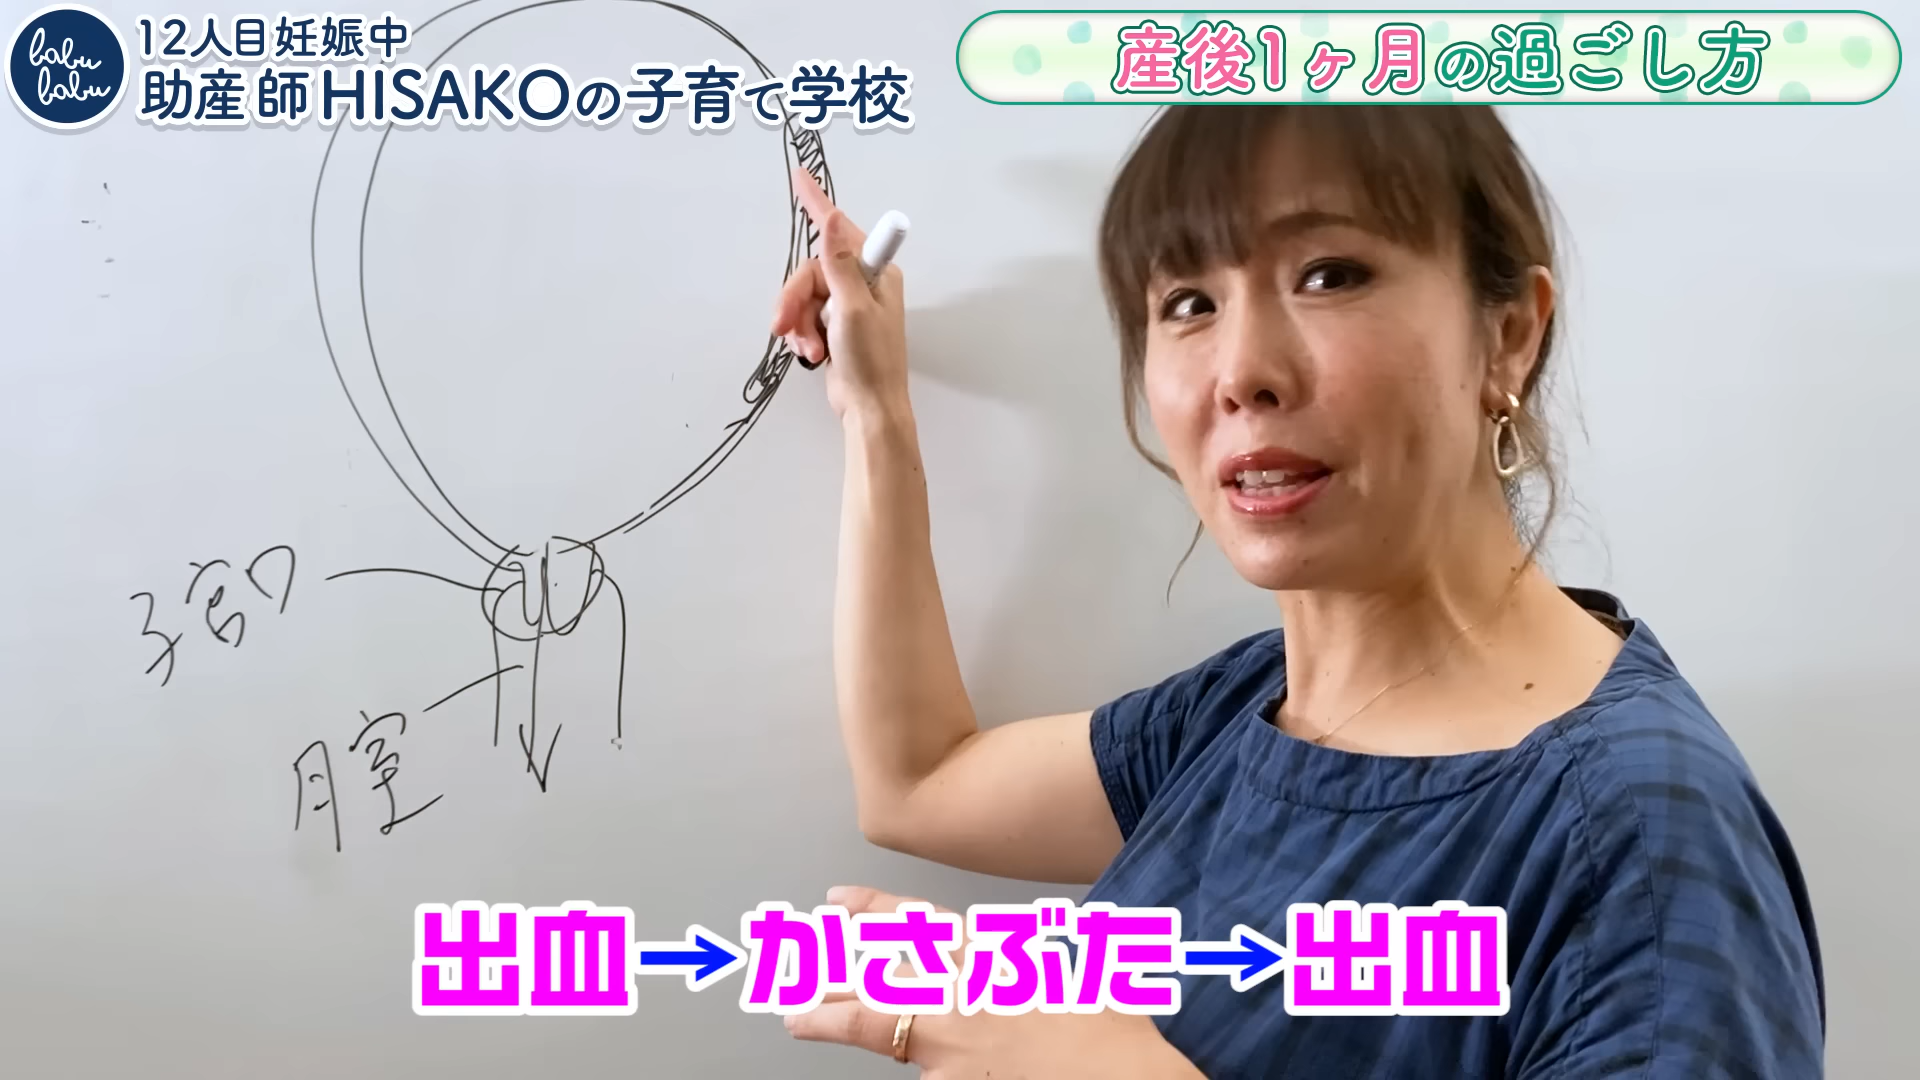 babu
babu
12人目妊娠中
助産師HISAKOの子育て学校
産後1ヶ月の過ごし方
子宮口
膣
出血→かさぶた→出血